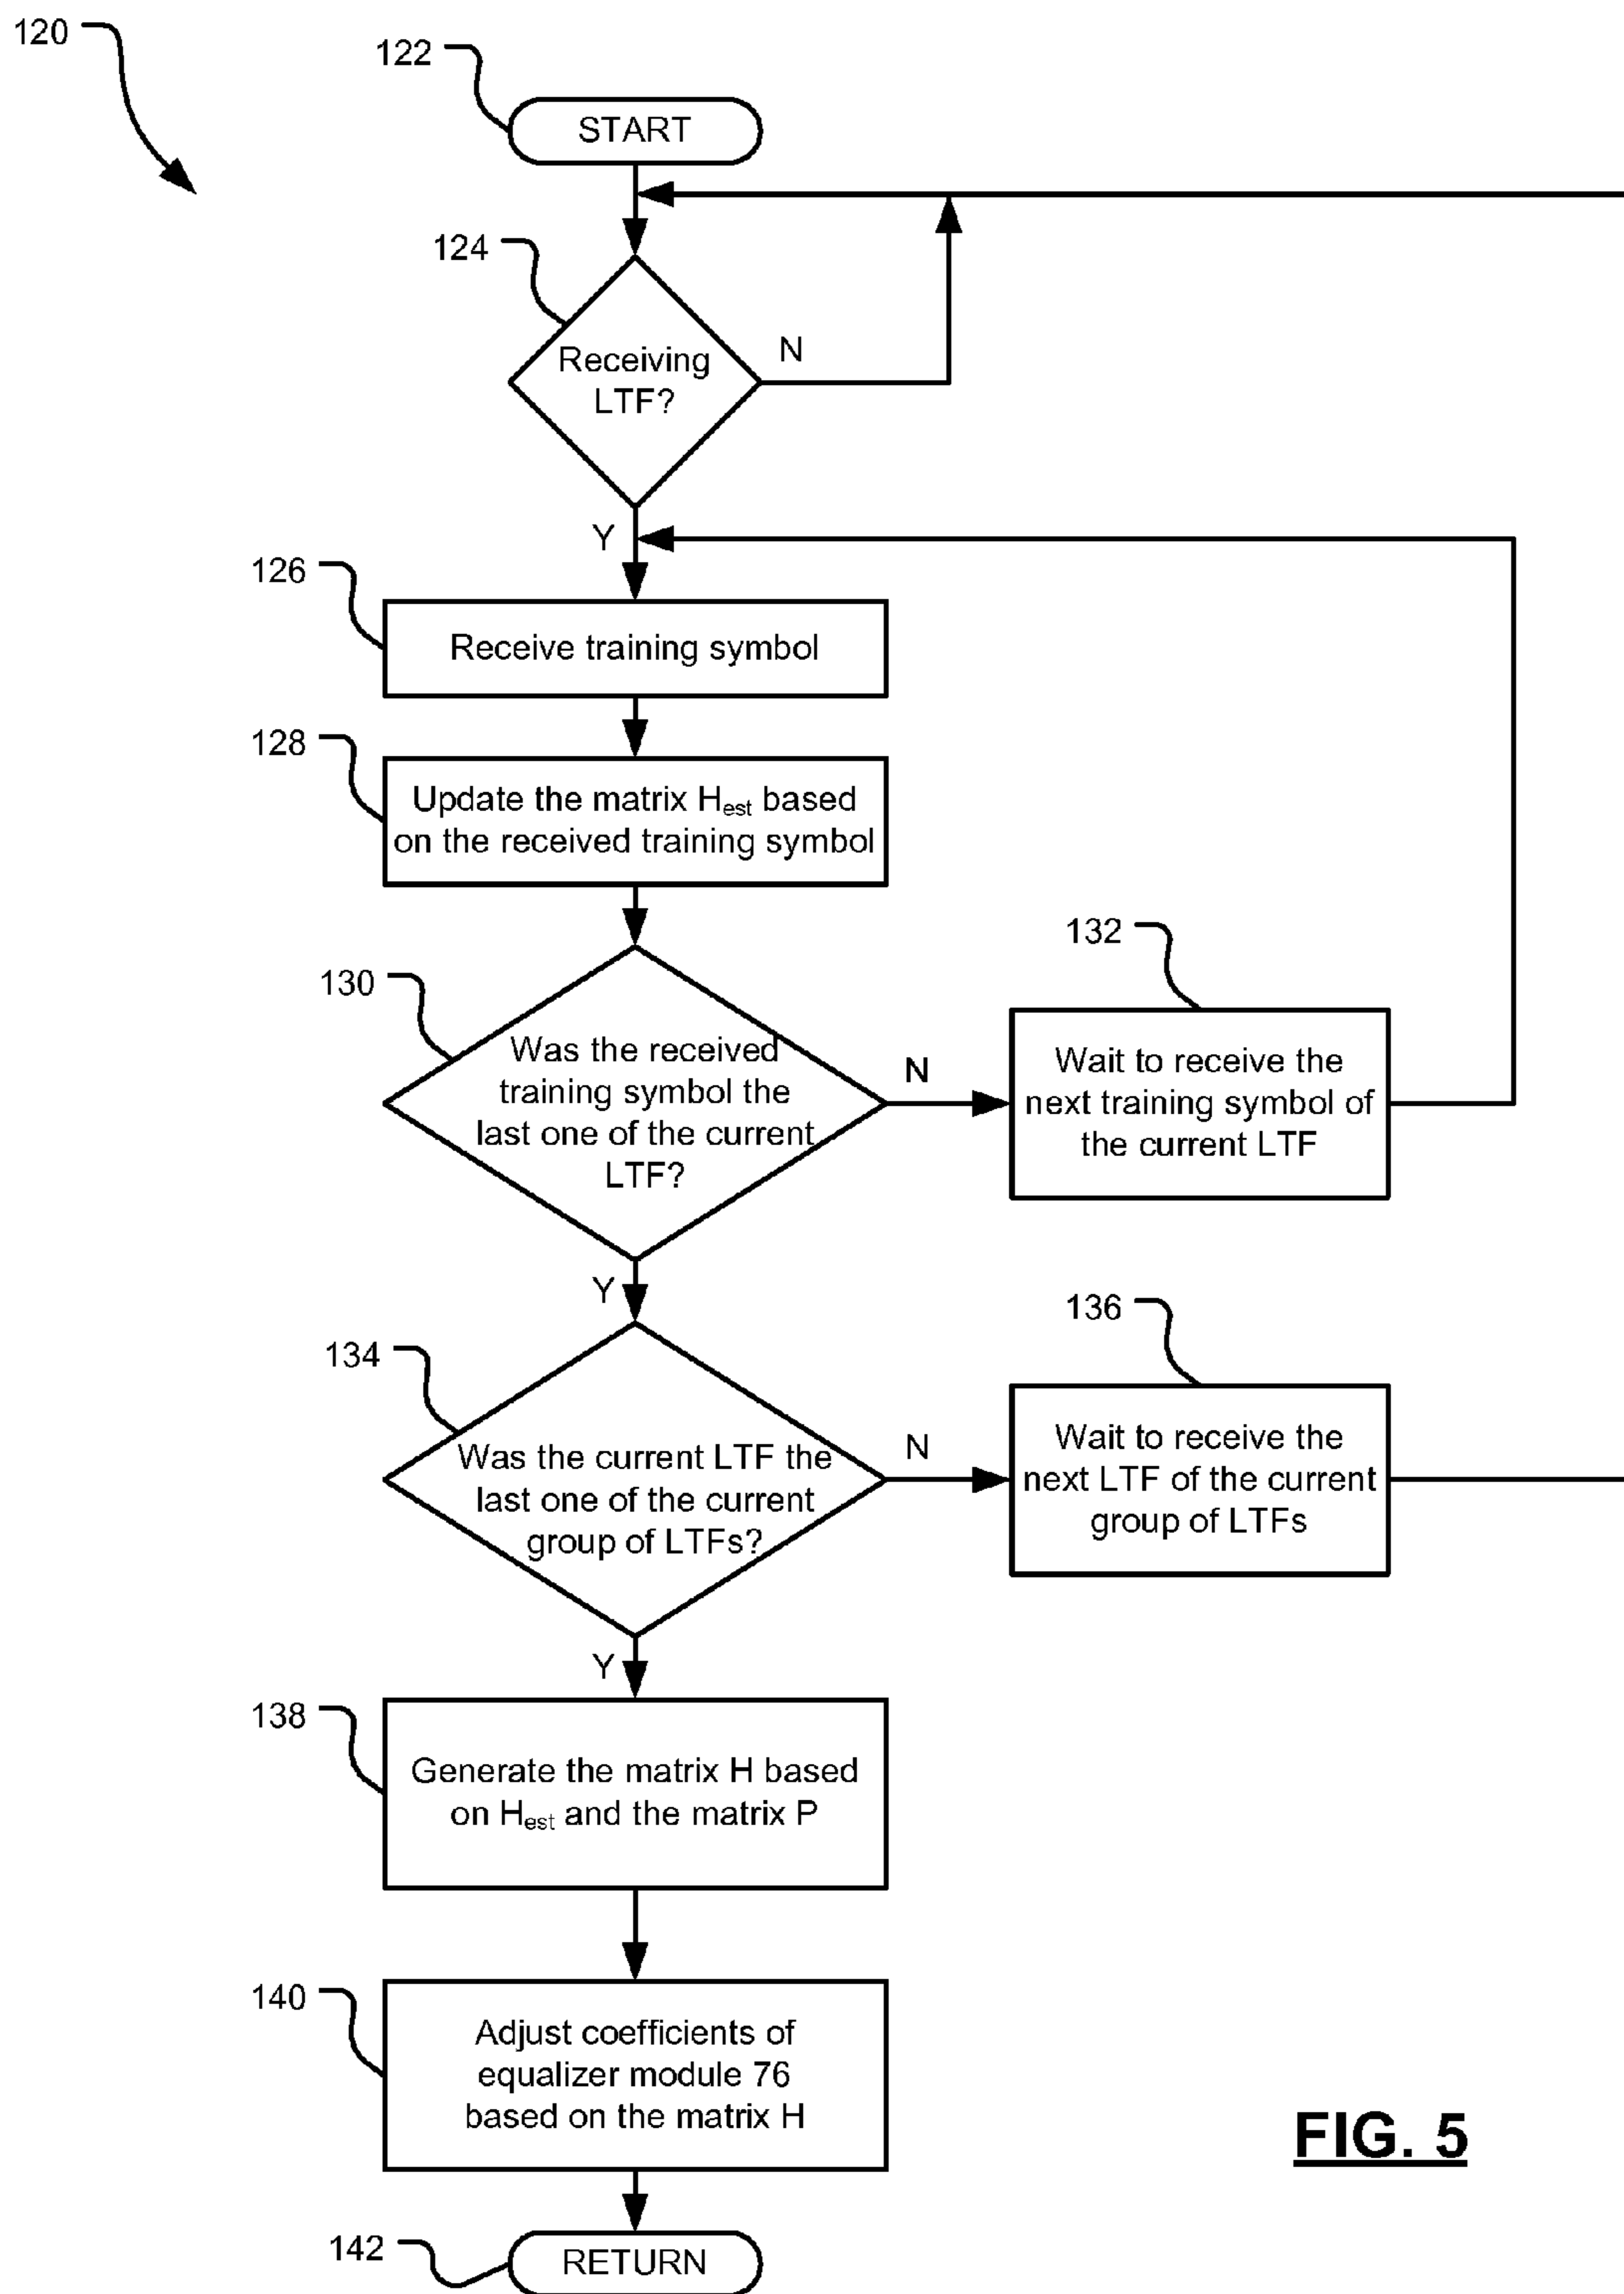 120
122
START
124
Receiving
LTF?
N
Y
126
Receive training symbol
128
Update the matrix Hest based
on the received training symbol
130
Was the received
training symbol the
last one of the current
LTF?
N
132
Wait to receive the
next training symbol of
the current LTF
Y
134
Was the current LTF the
last one of the current
group of LTFs?
N
136
Wait to receive the
next LTF of the current
group of LTFs
Y
138
Generate the matrix H based
on Hest and the matrix P
140
Adjust coefficients of
equalizer module 76
based on the matrix H
142
RETURN
FIG. 5